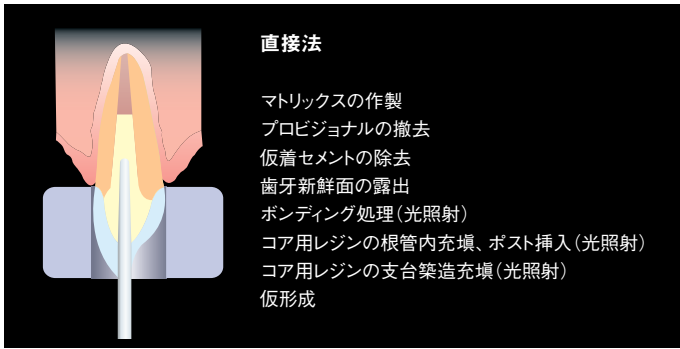 直接法
マトリックスの作製
プロビジョナルの撤去
仮着セメントの除去
歯牙新鮮面の露出
ボンディング処理（光照射）
コア用レジンの根管内充塡、ポスト挿入（光照射）
コア用レジンの支台築造充塡（光照射）
仮形成